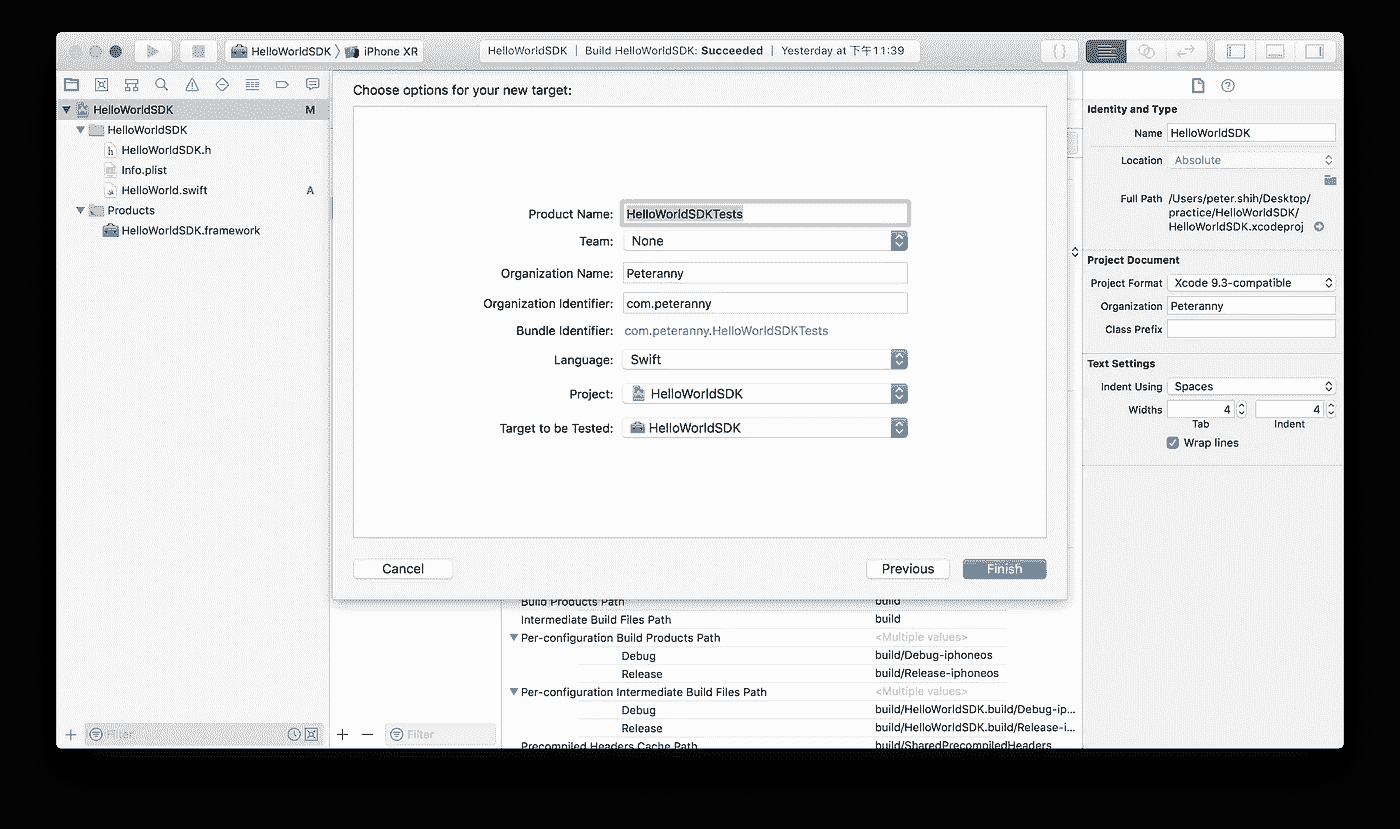 HelloWorldSDK 〉 iPhone XR
HelloWorldSDK | Build HelloWorldSDK: Succeeded | Yesterday at 下午11:39
{ }
HelloWorldSDK M
HelloWorldSDK
h HelloWorldSDK.h
Info.plist
HelloWorld.swift A
Products
HelloWorldSDK.framework
Filter
Choose options for your new target:
Product Name: HelloWorldSDKTests
Team: None
Organization Name: Peteranny
Organization Identifier: com.peteranny
Bundle Identifier: com.peteranny.HelloWorldSDKTests
Language: Swift
Project: HelloWorldSDK
Target to be Tested: HelloWorldSDK
Cancel
Previous
Finish
Build Products Path build
Intermediate Build Files Path build
Per-configuration Build Products Path <Multiple values>
Debug build/Debug-iphoneos
Release build/Release-iphoneos
Per-configuration Intermediate Build Files Path <Multiple values>
Debug build/HelloWorldSDK.build/Debug-ip...
Release build/HelloWorldSDK.build/Release-i...
Precompiled Headers Cache Path build/SharedPrecompiledHeaders
Filter
Identity and Type
Name HelloWorldSDK
Location Absolute
Full Path /Users/peter.shih/Desktop/
practice/HelloWorldSDK/
HelloWorldSDK.xcodeproj
Project Document
Project Format Xcode 9.3-compatible
Organization Peteranny
Class Prefix
Text Settings
Indent Using Spaces
Widths 4 4
Tab Indent
Wrap lines